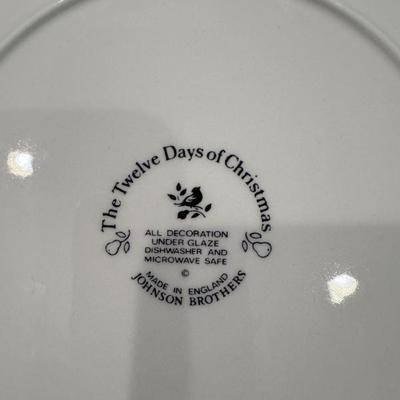 The Twelve Days of Christmas
ALL DECORATION
UNDER GLAZE
DISHWASHER AND
MICROWAVE SAFE
©
MADE IN ENGLAND
JOHNSON BROTHERS